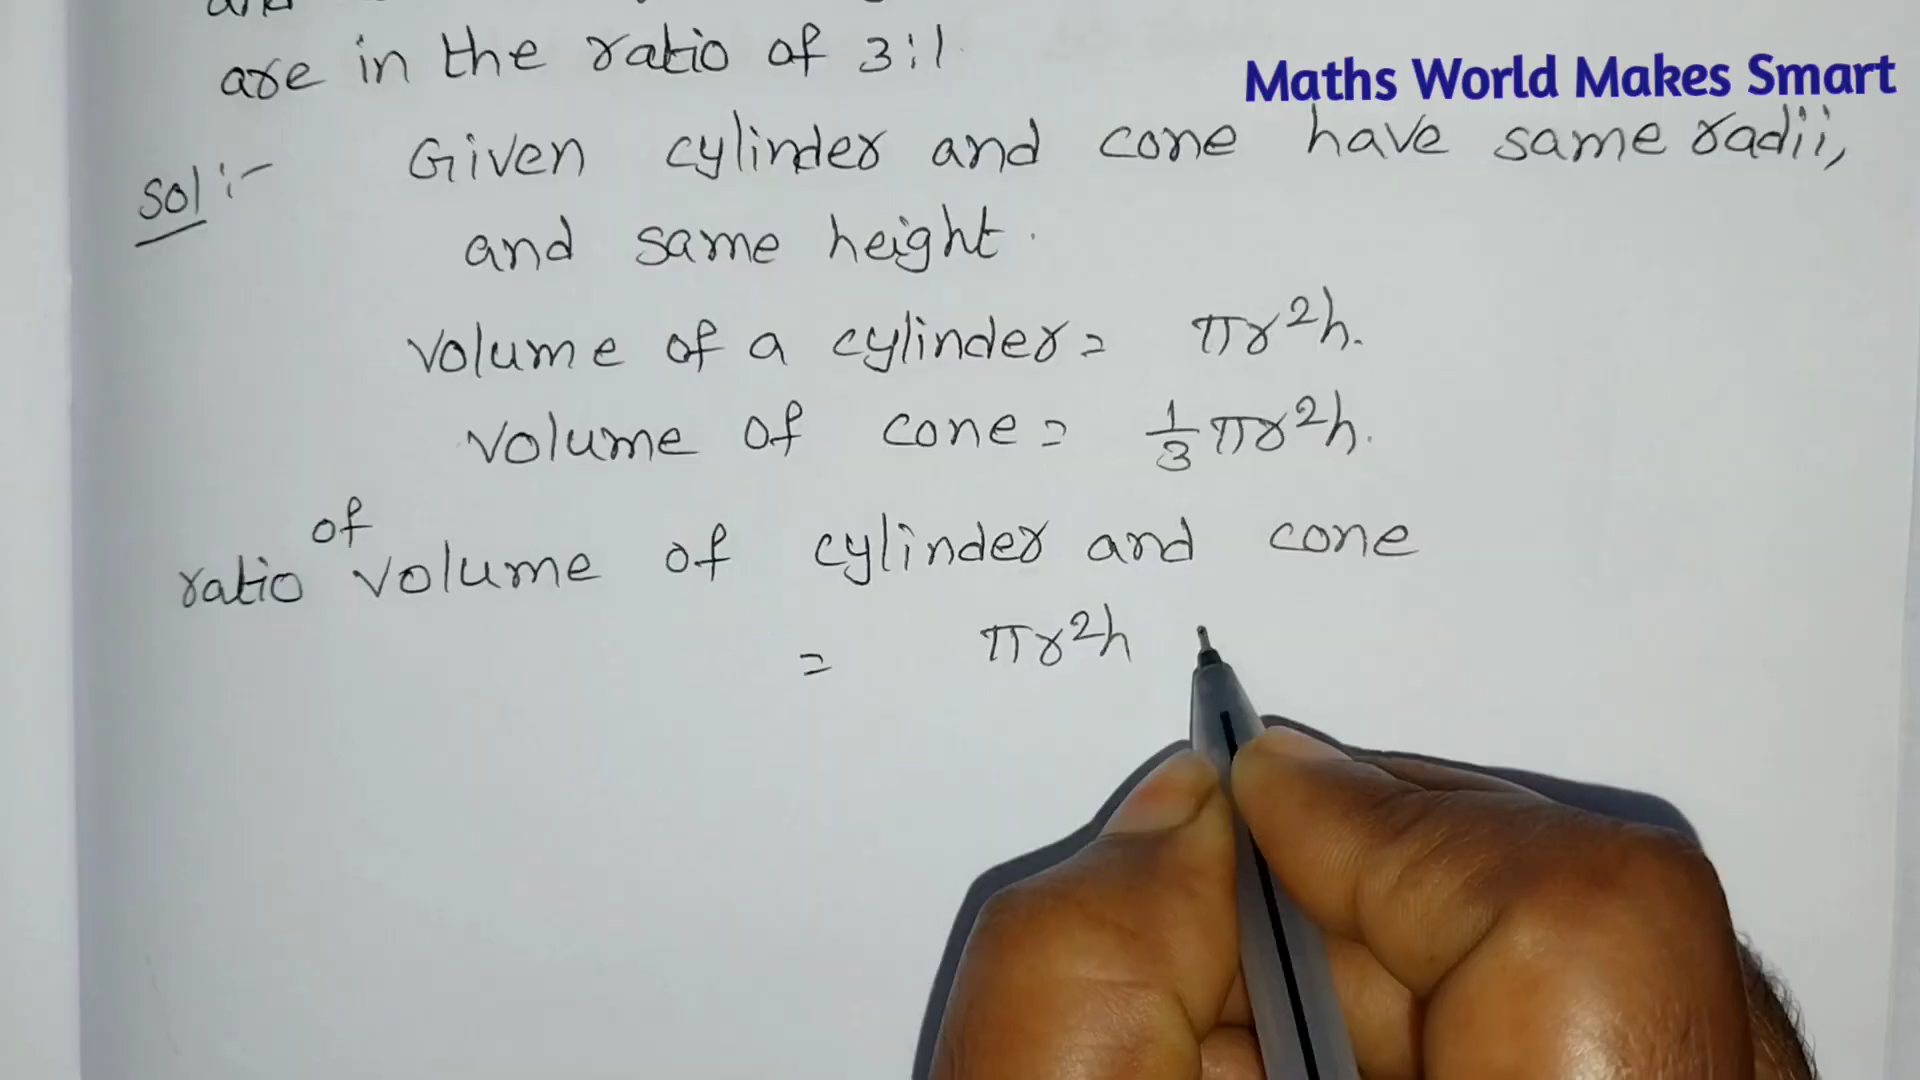 are in the ratio of 3:1.
Maths World Makes Smart
Sol:- Given cylinder and cone have same radii,
and same height.
Volume of a cylinder = πr²h.
Volume of cone = 1/3 πr²h.
ratio of volume of cylinder and cone
= πr²h